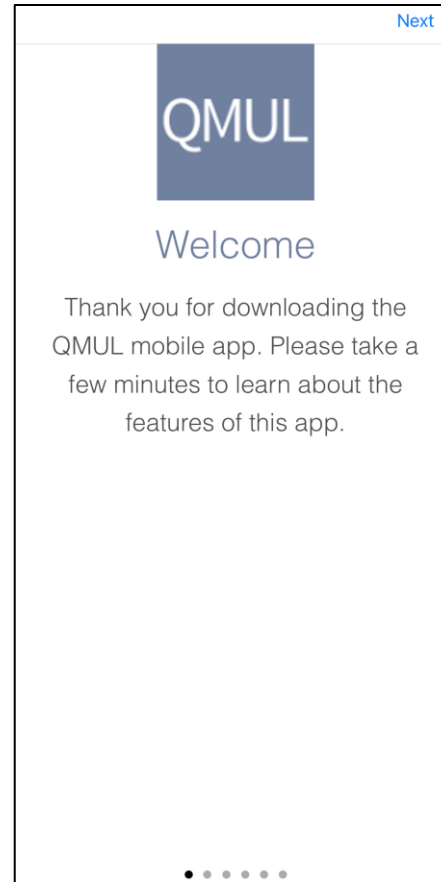 Next
QMUL
Welcome
Thank you for downloading the
QMUL mobile app. Please take a
few minutes to learn about the
features of this app.